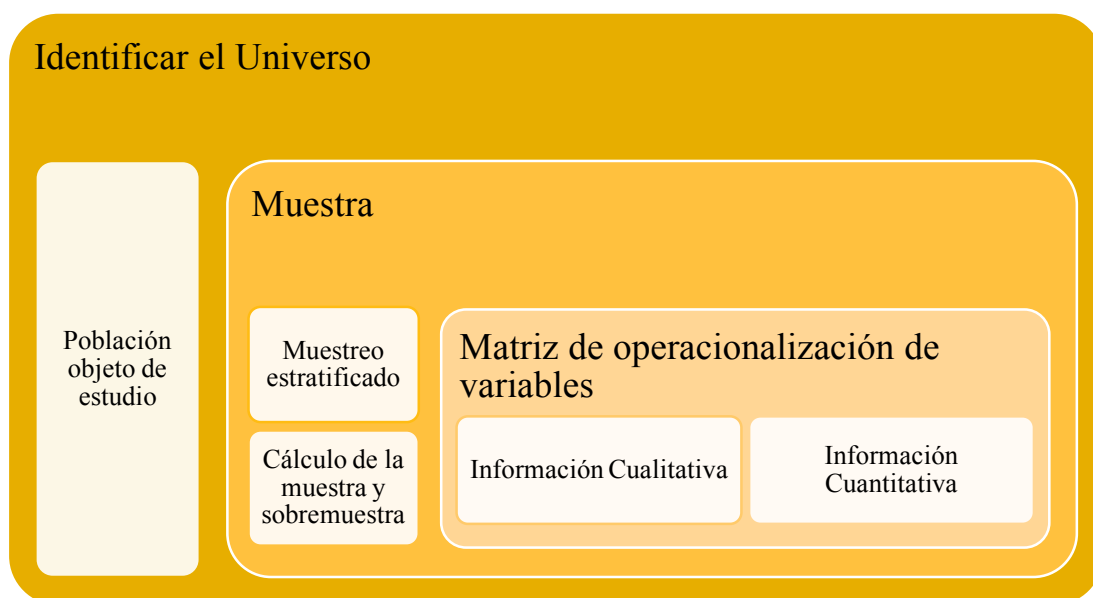 Identificar el Universo
Población
objeto de
estudio
Muestra
Muestreo
estratificado
Cálculo de la
muestra y
sobremuestra
Matriz de operacionalización de
variables
Información Cualitativa
Información
Cuantitativa